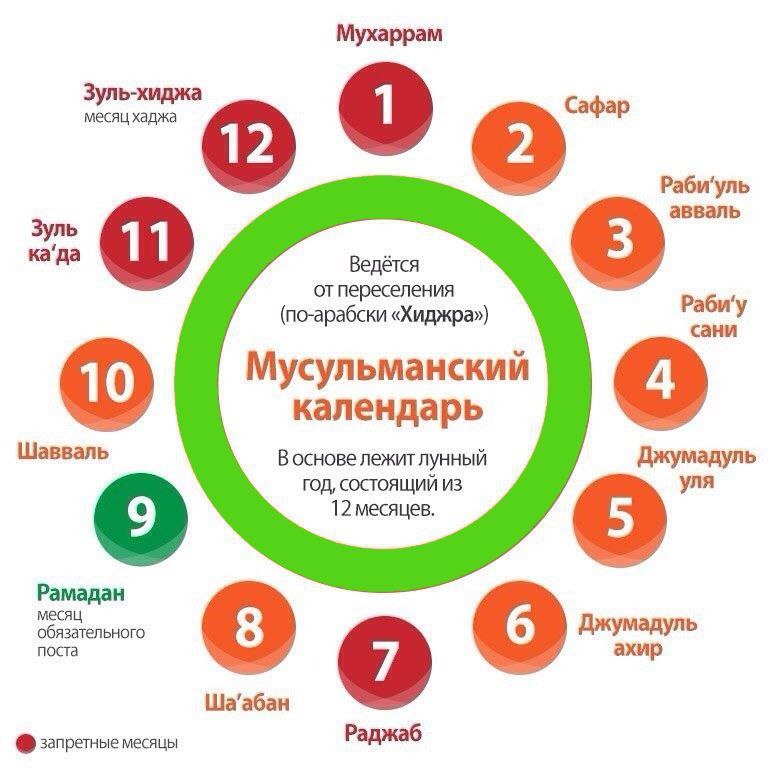 Мухаррам
1
Сафар
2
Раби‘уль
авваль
3
Раби‘у
сани
4
Джумадуль
уля
5
Джумадуль
ахир
6
Раджаб
7
Ша‘абан
8
Рамадан
месяц
обязательного
поста
9
Шавваль
10
Зуль
ка‘да
11
Зуль-хиджа
месяц хаджа
12
Ведётся
от переселения
(по-арабски «Хиджра»)
Мусульманский
календарь
В основе лежит лунный
год, состоящий из
12 месяцев.
запретные месяцы